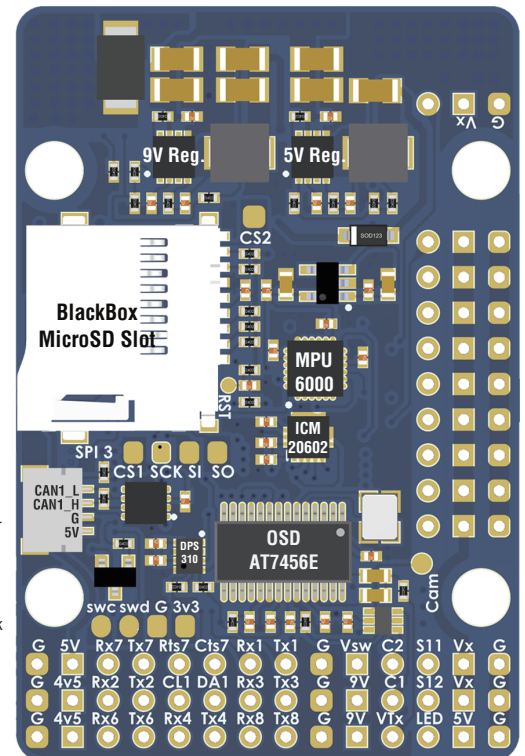 Vx G
9V Reg. 5V Reg.
CS2
SOD123
BlackBox
MicroSD Slot
MPU
6000
RST
ICM
20602
SPI 3
CS1 SCK SI SO
CAN1_L
CAN1_H
G
5V
DPS
310
OSD
AT7456E
Cam
swc swd G 3v3
G 5V Rx7 Tx7 Rts7 Cts7 Rx1 Tx1 G Vsw C2 S11 Vx G
G 4v5 Rx2 Tx2 CL1 DA1 Rx3 Tx3 G 9V C1 S12 Vx G
G 4v5 Rx6 Tx6 Rx4 Tx4 Rx8 Tx8 G 9V VTx LED 5V G